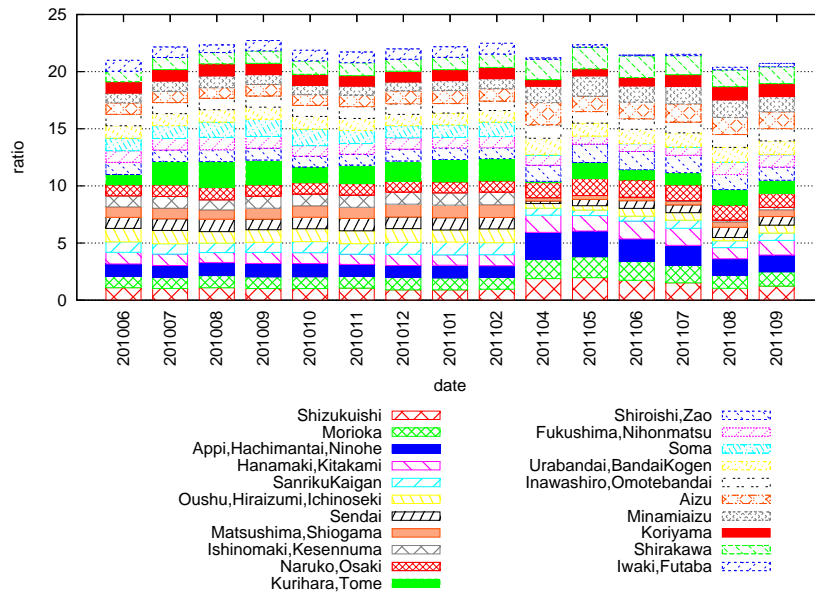 25
20
15
10
5
0
ratio
201006
201007
201008
201009
201010
201011
201012
201101
201102
201104
201105
201106
201107
201108
201109
date
Shizukuishi
Morioka
Appi,Hachimantai,Ninohe
Hanamaki,Kitakami
SanrikuKaigan
Oushu,Hiraizumi,Ichinoseki
Sendai
Matsushima,Shiogama
Ishinomaki,Kesennuma
Naruko,Osaki
Kurihara,Tome
Shiroishi,Zao
Fukushima,Nihonmatsu
Soma
Urabandai,BandaiKogen
Inawashiro,Omotebandai
Aizu
Minamiaizu
Koriyama
Shirakawa
Iwaki,Futaba